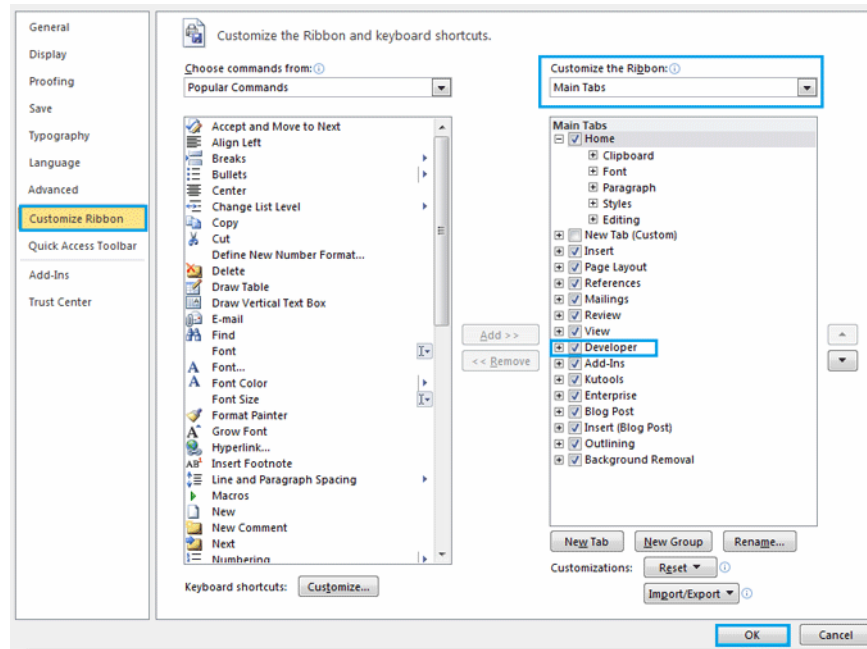 General
Display
Proofing
Save
Typography
Language
Advanced
Customize Ribbon
Quick Access Toolbar
Add-Ins
Trust Center
Customize the Ribbon and keyboard shortcuts.
Choose commands from:
Popular Commands
Accept and Move to Next
Align Left
Breaks
Bullets
Center
Change List Level
Copy
Cut
Define New Number Format...
Delete
Draw Table
Draw Vertical Text Box
E-mail
Find
Font
Font...
Font Color
Font Size
Format Painter
Grow Font
Hyperlink...
Insert Footnote
Line and Paragraph Spacing
Macros
New
New Comment
Next
Numbering
Keyboard shortcuts: Customize...
Add >>
<< Remove
Customize the Ribbon:
Main Tabs
Main Tabs
Home
Clipboard
Font
Paragraph
Styles
Editing
New Tab (Custom)
Insert
Page Layout
References
Mailings
Review
View
Developer
Add-Ins
Kutools
Enterprise
Blog Post
Insert (Blog Post)
Outlining
Background Removal
New Tab New Group Rename...
Customizations: Reset
Import/Export
OK Cancel